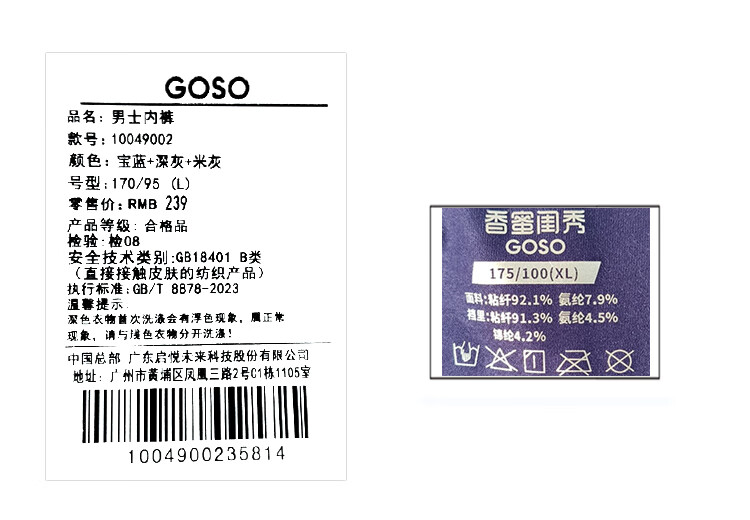 GOSO
品名: 男士内裤
款号: 10049002
颜色: 宝蓝+深灰+米灰
号型:170/95 (L)
零售价: RMB 239
产品等级: 合格品
检验:检08
安全技术类别:GB18401 B类
(直接接触皮肤的纺织产品)
执行标准:GB/T 8878-2023
温馨提示
深色衣物首次洗涤会有浮色现象, 属正常
现象, 请与浅色衣物分开洗涤!
中国总部 广东启悦未来科技股份有限公司
地址: 广州市黄埔区凤凰三路2号C1栋1105室
1004900235814
香蜜闺秀
GOSO
175/100(XL)
面料:粘纤92.1% 氨纶7.9%
裆里:粘纤91.3% 氨纶4.5%
锦纶4.2%